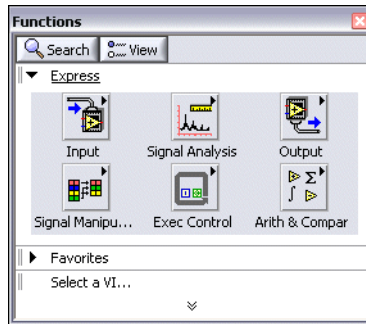 Functions
Search View
Express
Input Signal Analysis Output
Signal Manipu... Exec Control Arith & Compar
Favorites
Select a VI...